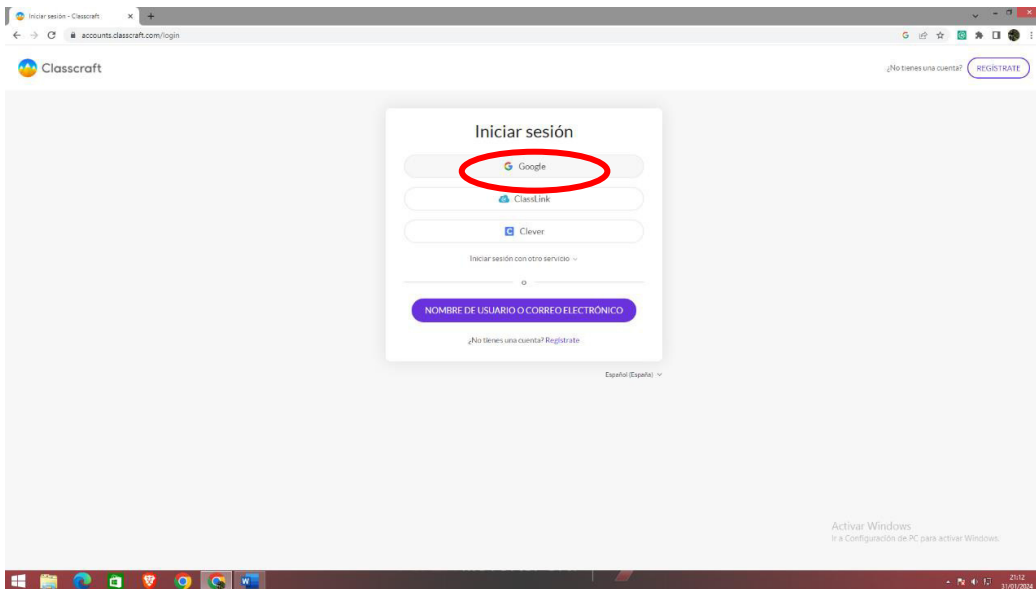 Iniciar sesión - Classcraft
accounts.classcraft.com/login
Classcraft
¿No tienes una cuenta? REGÍSTRATE
Iniciar sesión
Google
ClassLink
Clever
Iniciar sesión con otro servicio
o
NOMBRE DE USUARIO O CORREO ELECTRÓNICO
¿No tienes una cuenta? Regístrate
Español (España)
Activar Windows
Ir a Configuración de PC para activar Windows.
21:12
31/01/2024